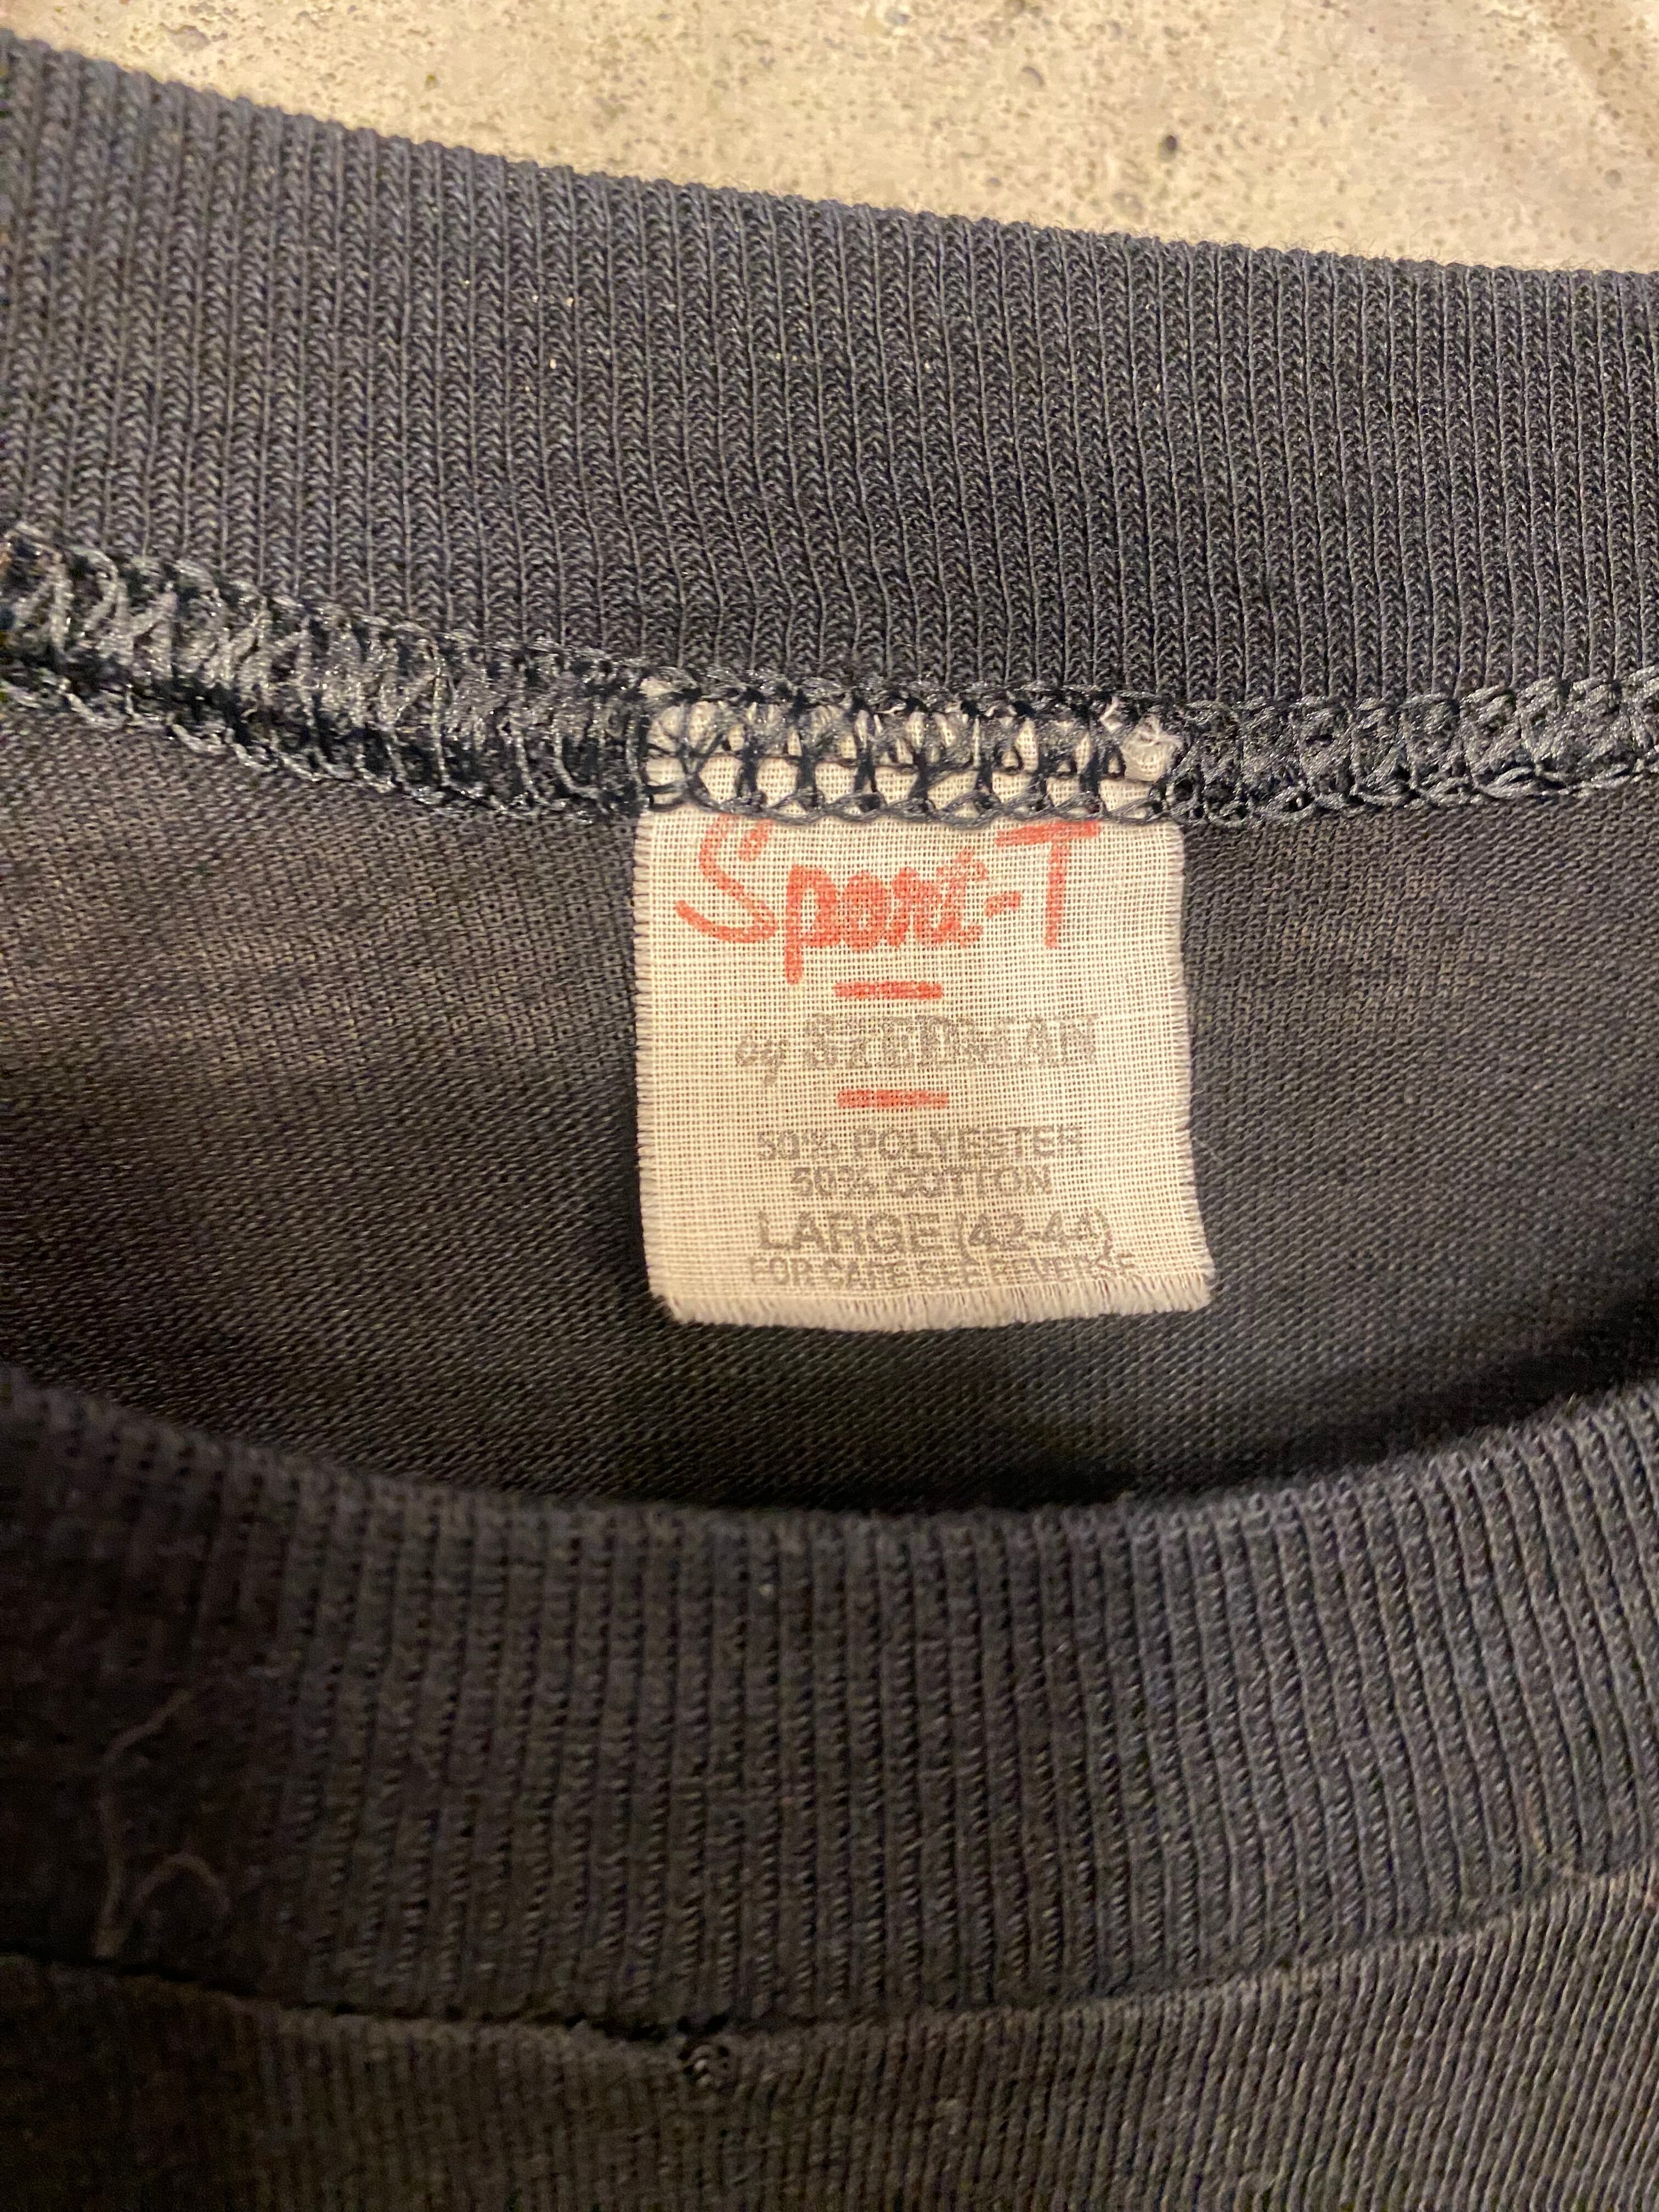 Sport-T
by STEDMAN
50% POLYESTER
50% COTTON
LARGE (42-44)
FOR CARE SEE REVERSE